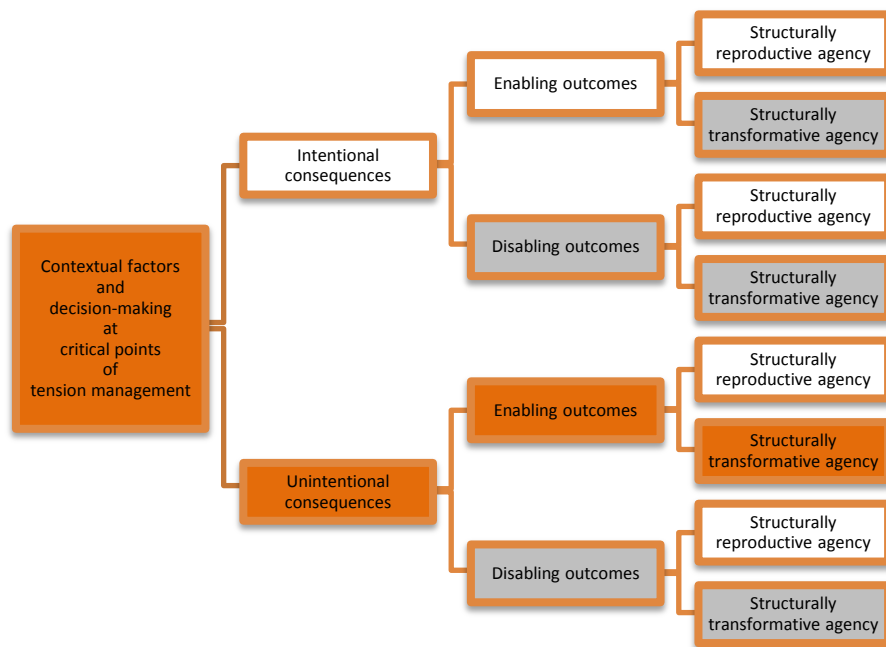 Contextual factors
and
decision-making
at
critical points
of
tension management
Intentional
consequences
Enabling outcomes
Structurally
reproductive agency
Structurally
transformative agency
Disabling outcomes
Structurally
reproductive agency
Structurally
transformative agency
Unintentional
consequences
Enabling outcomes
Structurally
reproductive agency
Structurally
transformative agency
Disabling outcomes
Structurally
reproductive agency
Structurally
transformative agency